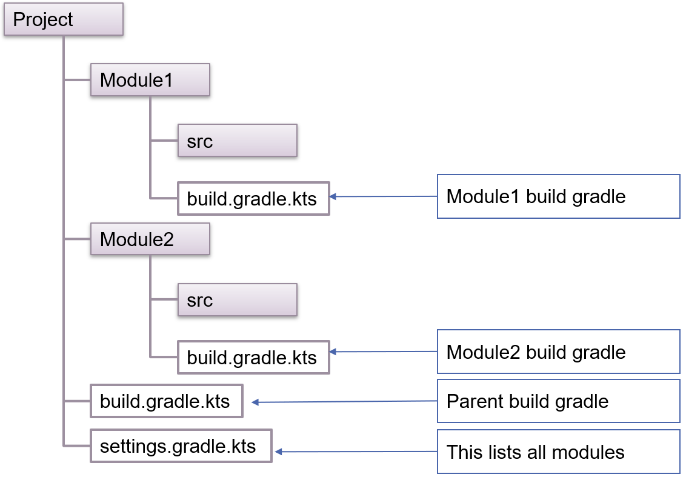 Project
Module1
src
build.gradle.kts
Module1 build gradle
Module2
src
build.gradle.kts
Module2 build gradle
build.gradle.kts
Parent build gradle
settings.gradle.kts
This lists all modules